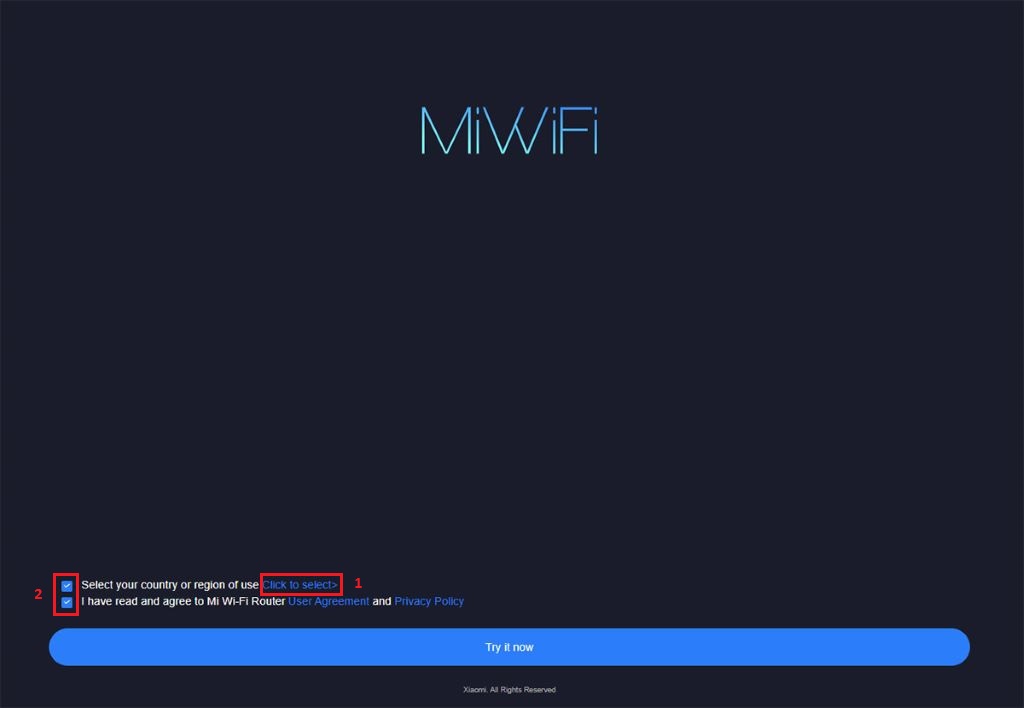 MiWiFi
Select your country or region of use Click to select> 1
2
I have read and agree to Mi Wi-Fi Router User Agreement and Privacy Policy
Try it now
Xiaomi. All Rights Reserved